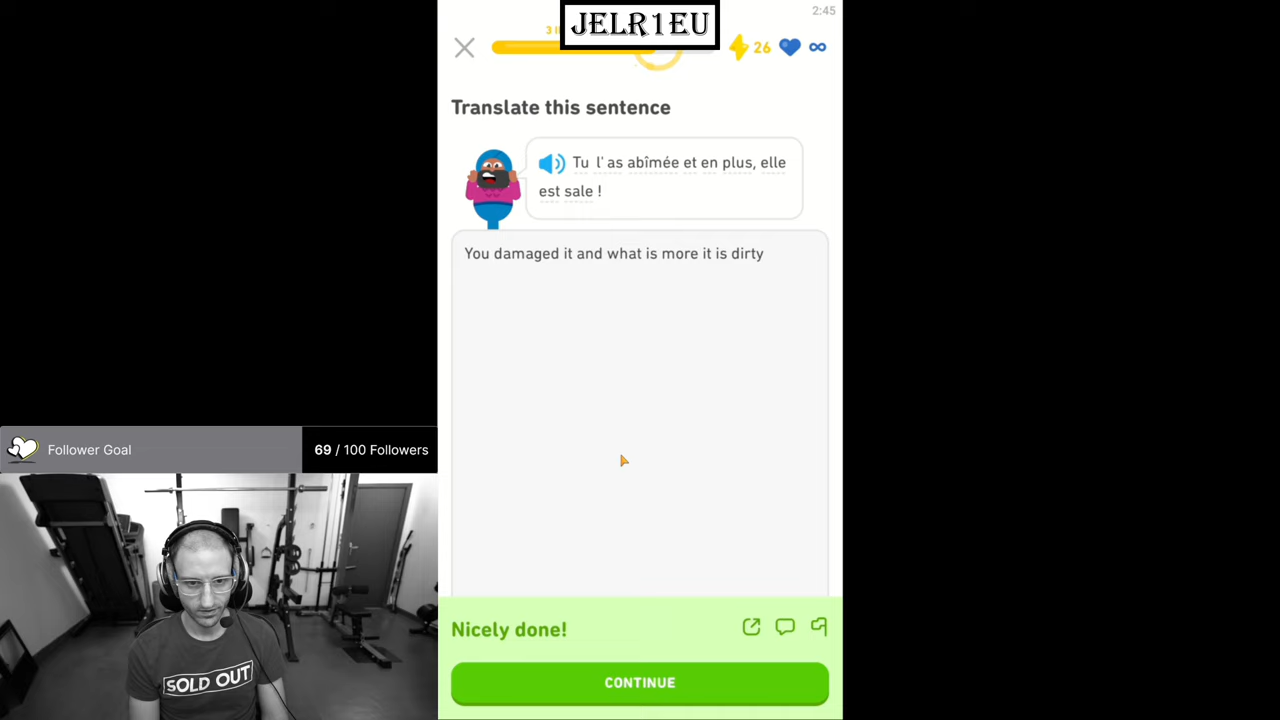 2:45
JELR1EU
26
Translate this sentence
Tu l' as abîmée et en plus, elle
est sale !
You damaged it and what is more it is dirty
Follower Goal
69 / 100 Followers
SOLD OUT
Nicely done!
CONTINUE